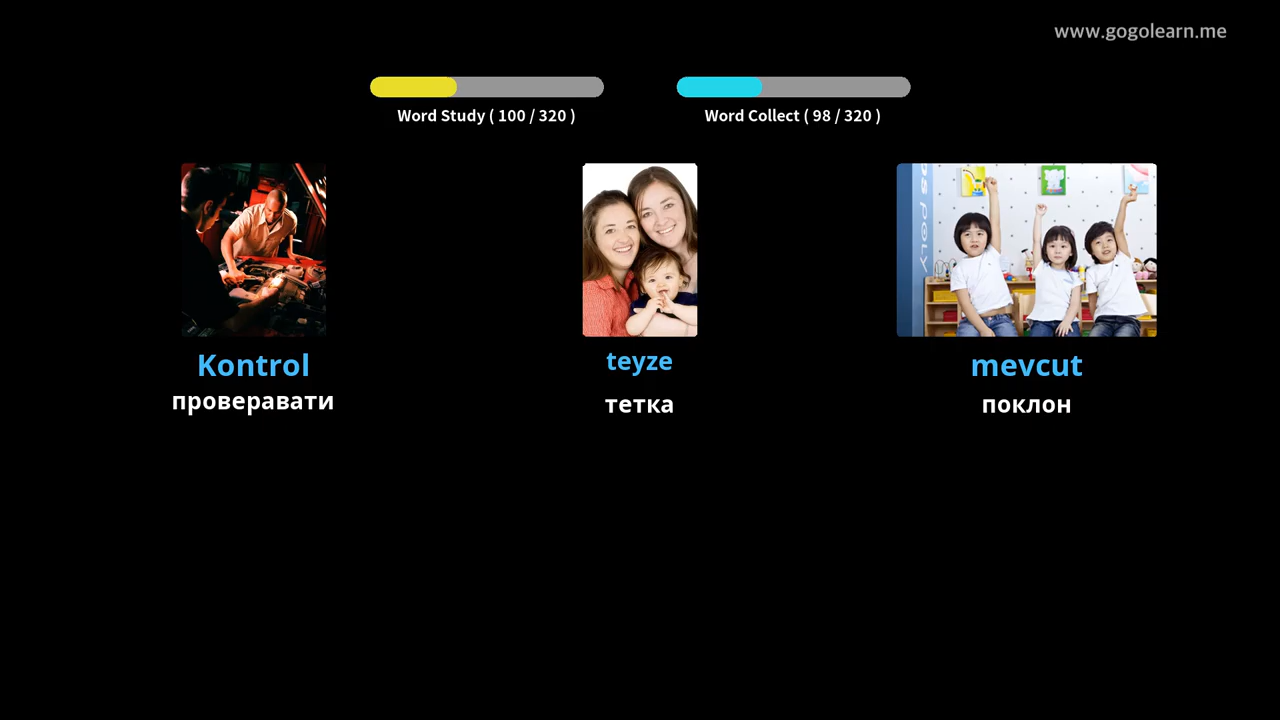 www.gogolearn.me
Word Study ( 100 / 320 )
Word Collect ( 98 / 320 )
Kontrol
проверавати
teyze
тетка
mevcut
поклон